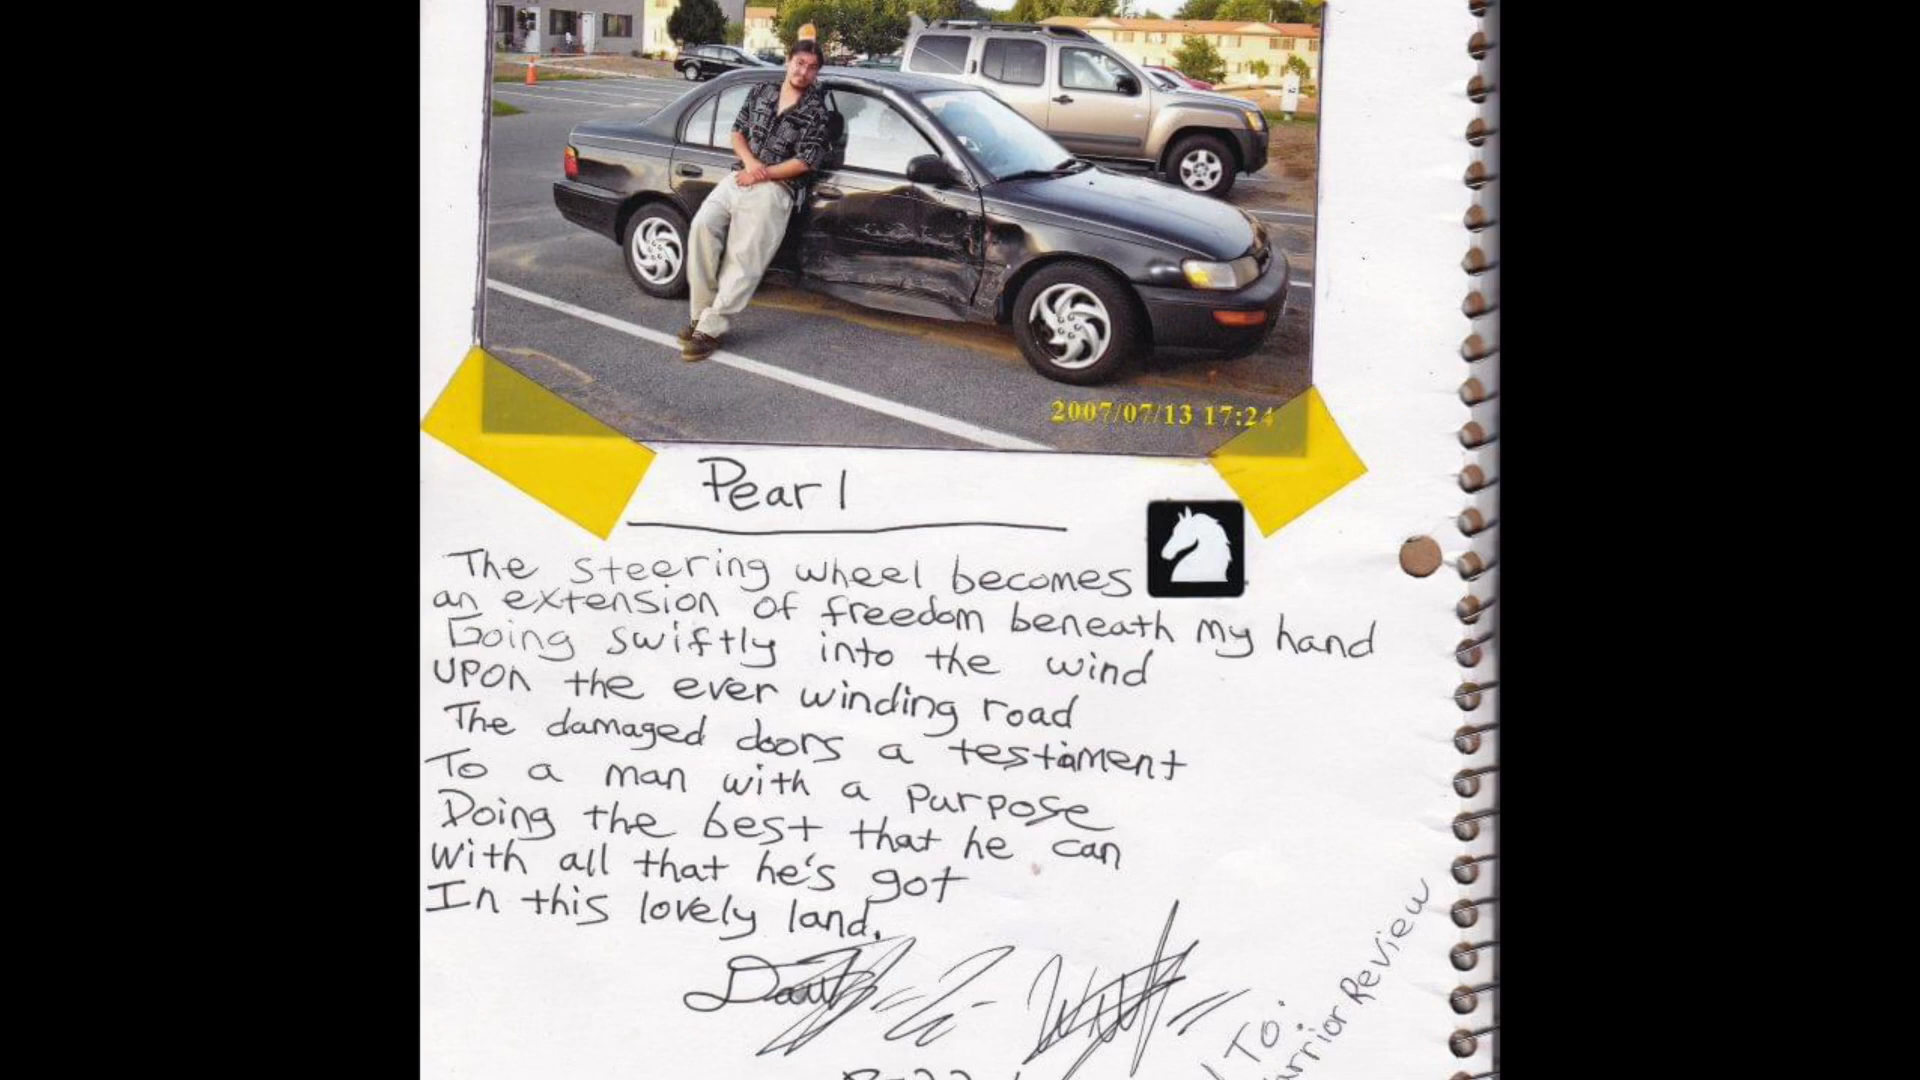 2007/07/13 17:24
Pearl
The steering wheel becomes
an extension of freedom beneath my hand
Going swiftly into the wind
UPON the ever winding road
The damaged doors a testament
To a man with a purpose
Doing the best that he can
With all that he's got
In this lovely land.
To:
Review